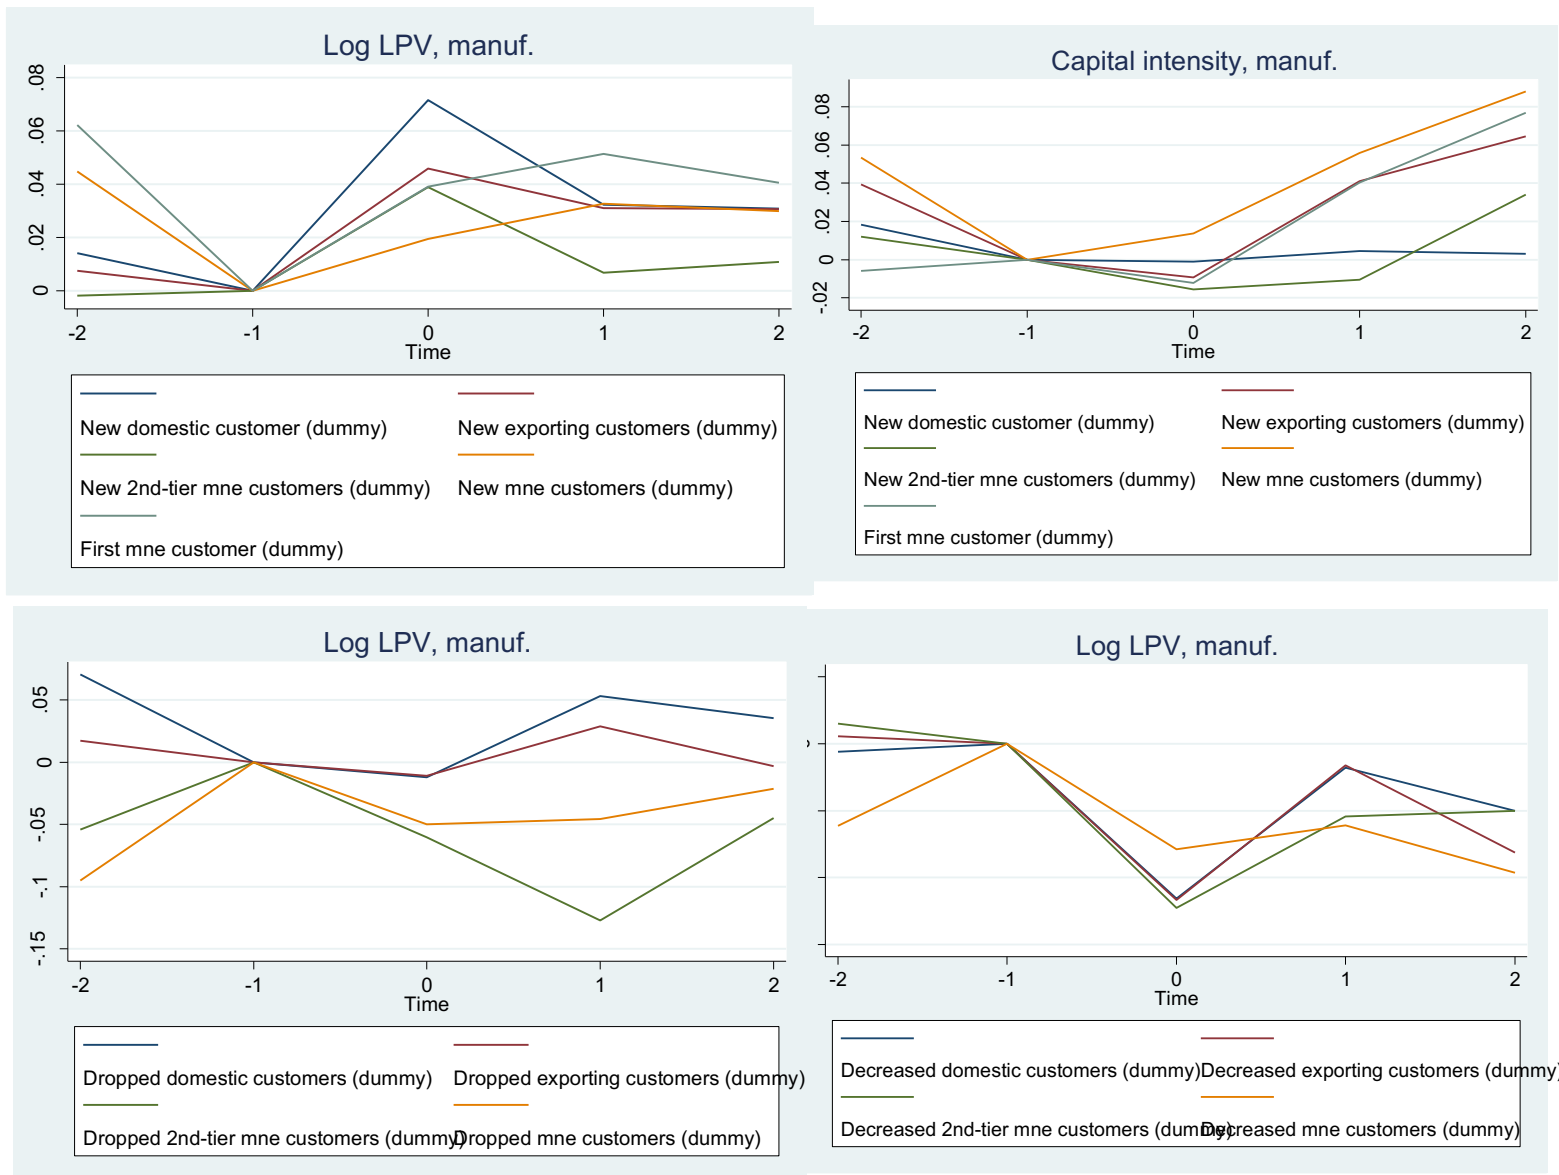 Log LPV, manuf.
.08
.06
.04
.02
0
-2 -1 0 1 2
Time
New domestic customer (dummy) New exporting customers (dummy)
New 2nd-tier mne customers (dummy) New mne customers (dummy)
First mne customer (dummy)
Capital intensity, manuf.
.08
.06
.04
.02
0
-.02
-2 -1 0 1 2
Time
New domestic customer (dummy) New exporting customers (dummy)
New 2nd-tier mne customers (dummy) New mne customers (dummy)
First mne customer (dummy)
Log LPV, manuf.
.05
0
-.05
-.1
-.15
-2 -1 0 1 2
Time
Dropped domestic customers (dummy) Dropped exporting customers (dummy)
Dropped 2nd-tier mne customers (dummy) Dropped mne customers (dummy)
Log LPV, manuf.
-2 -1 0 1 2
Time
Decreased domestic customers (dummy) Decreased exporting customers (dummy)
Decreased 2nd-tier mne customers (dummy) Decreased mne customers (dummy)